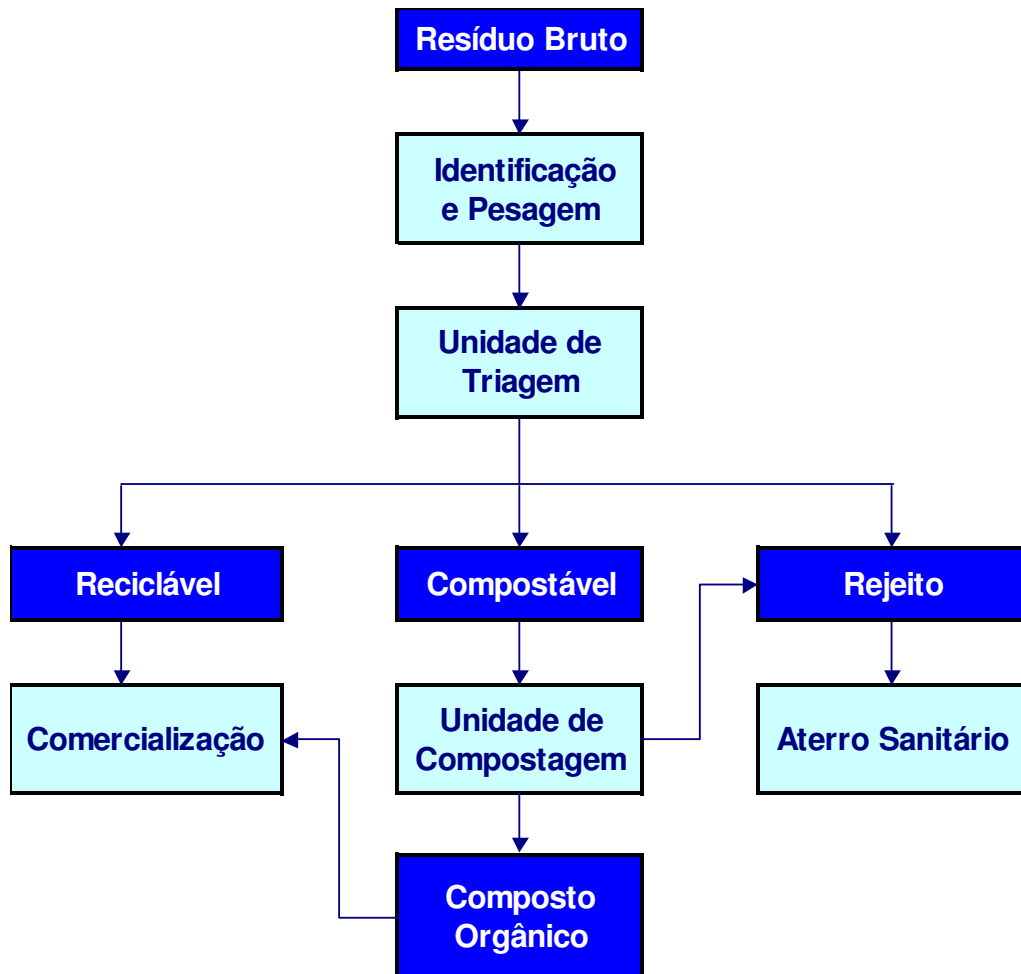 Resíduo Bruto
Identificação
e Pesagem
Unidade de
Triagem
Reciclável
Compostável
Rejeito
Comercialização
Unidade de
Compostagem
Aterro Sanitário
Composto
Orgânico